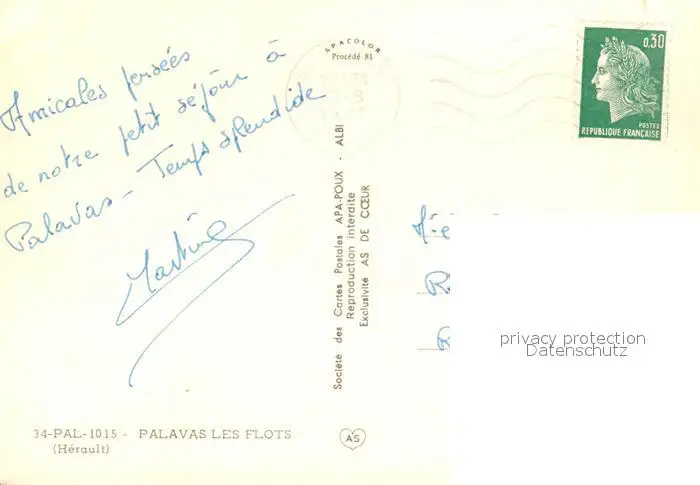 Amicales pensées
de notre petit séjour à
Palavas - Temps splendide
Martine
34-PAL-1015 - PALAVAS LES FLOTS
(Hérault)
APACOLOR
Procédé 81
Société des Cartes Postales APA-POUX - ALBI
Reproduction interdite
Exclusivité AS DE CŒUR
AS
0,30
POSTES
REPUBLIQUE FRANÇAISE
privacy protection
Datenschutz